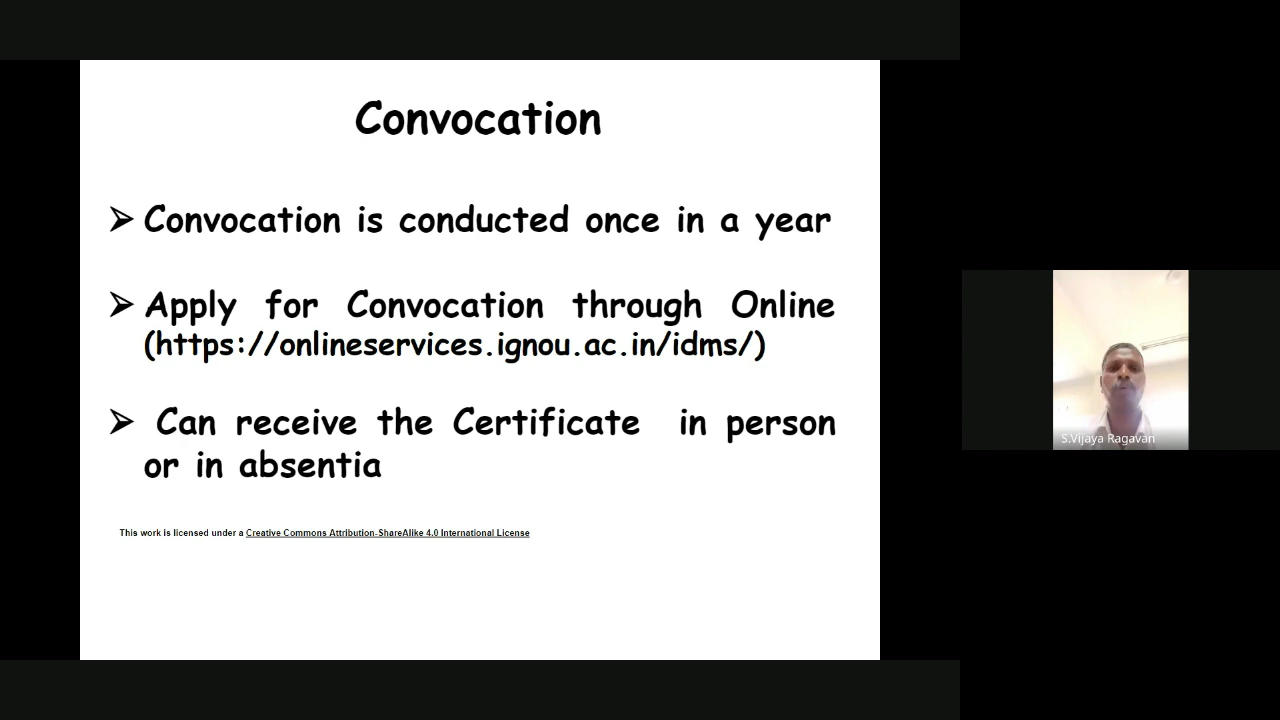 Convocation
➢ Convocation is conducted once in a year
➢ Apply for Convocation through Online
(https://onlineservices.ignou.ac.in/idms/)
➢ Can receive the Certificate in person
or in absentia
This work is licensed under a Creative Commons Attribution-ShareAlike 4.0 International License
S.Vijaya Ragavan